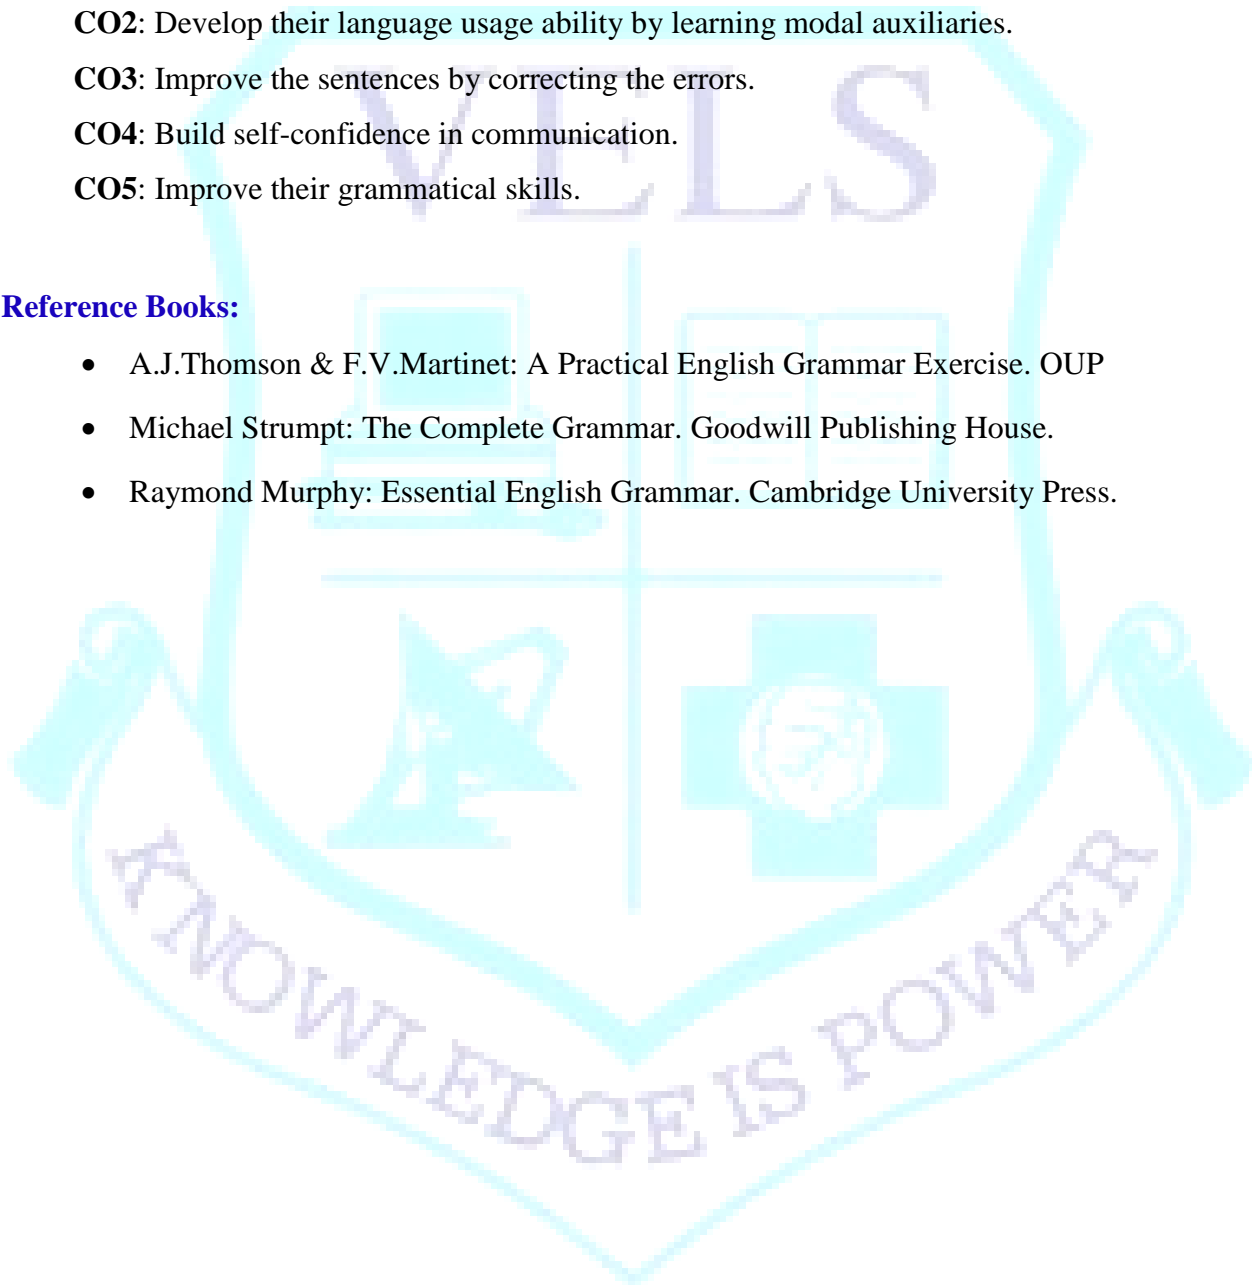 CO2: Develop their language usage ability by learning modal auxiliaries.
CO3: Improve the sentences by correcting the errors.
CO4: Build self-confidence in communication.
CO5: Improve their grammatical skills.
VELS
Reference Books:
• A.J.Thomson & F.V.Martinet: A Practical English Grammar Exercise. OUP
• Michael Strumpt: The Complete Grammar. Goodwill Publishing House.
• Raymond Murphy: Essential English Grammar. Cambridge University Press.
KNOWLEDGE IS POWER